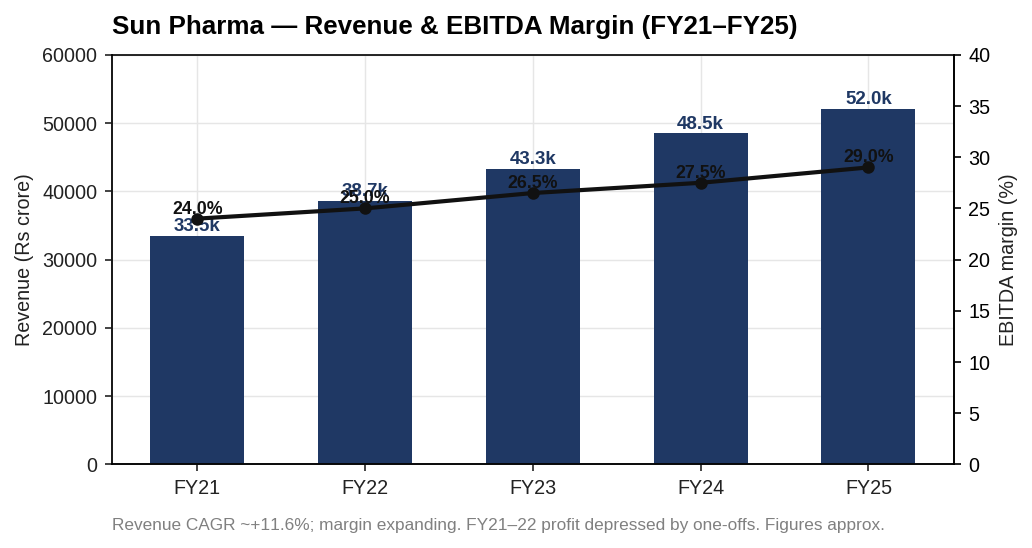 Sun Pharma — Revenue & EBITDA Margin (FY21–FY25)
60000
50000
40000
30000
20000
10000
0
Revenue (Rs crore)
40
35
30
25
20
15
10
5
0
EBITDA margin (%)
33.5k
38.7k
43.3k
48.5k
52.0k
24.0%
25.0%
26.5%
27.5%
29.0%
FY21
FY22
FY23
FY24
FY25
Revenue CAGR ~+11.6%; margin expanding. FY21–22 profit depressed by one-offs. Figures approx.